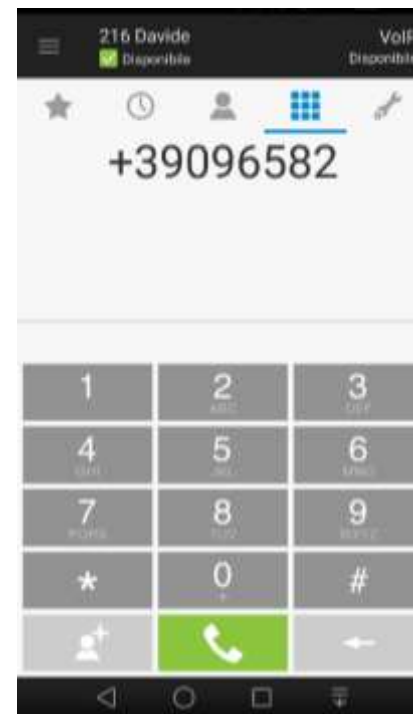 216 Davide
VoIP
Disponibile
Disponibile
+39096582
1
2
ABC
3
DEF
4
GHI
5
JKL
6
MNO
7
PQRS
8
TUV
9
WXYZ
*
0
+
#